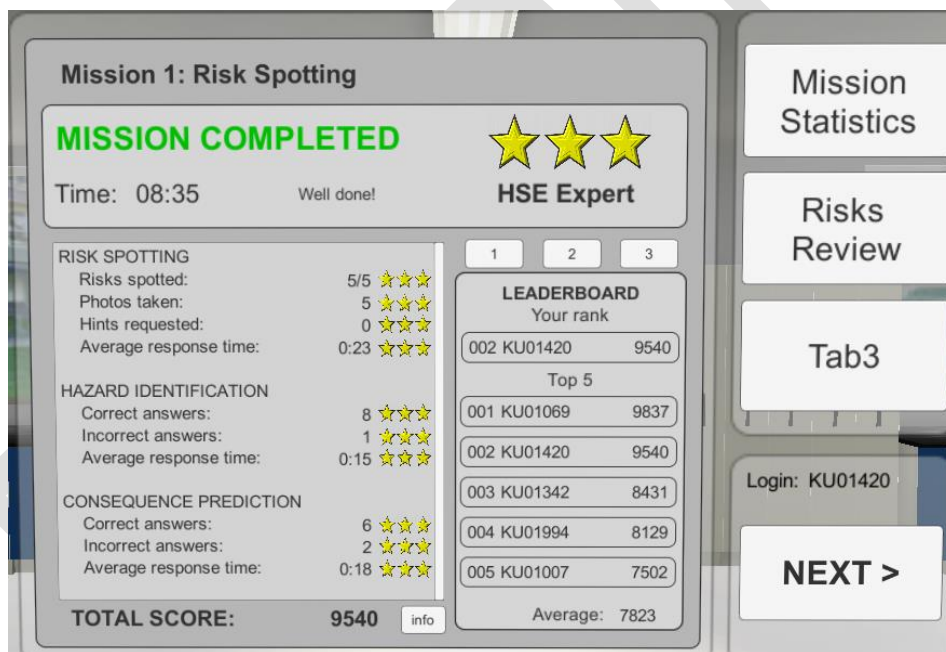 Mission 1: Risk Spotting
MISSION COMPLETED
Time: 08:35
Well done!
HSE Expert
RISK SPOTTING
Risks spotted: 5/5
Photos taken: 5
Hints requested: 0
Average response time: 0:23
HAZARD IDENTIFICATION
Correct answers: 8
Incorrect answers: 1
Average response time: 0:15
CONSEQUENCE PREDICTION
Correct answers: 6
Incorrect answers: 2
Average response time: 0:18
TOTAL SCORE: 9540
info
1 2 3
LEADERBOARD
Your rank
002 KU01420 9540
Top 5
001 KU01069 9837
002 KU01420 9540
003 KU01342 8431
004 KU01994 8129
005 KU01007 7502
Average: 7823
Mission
Statistics
Risks
Review
Tab3
Login: KU01420
NEXT >